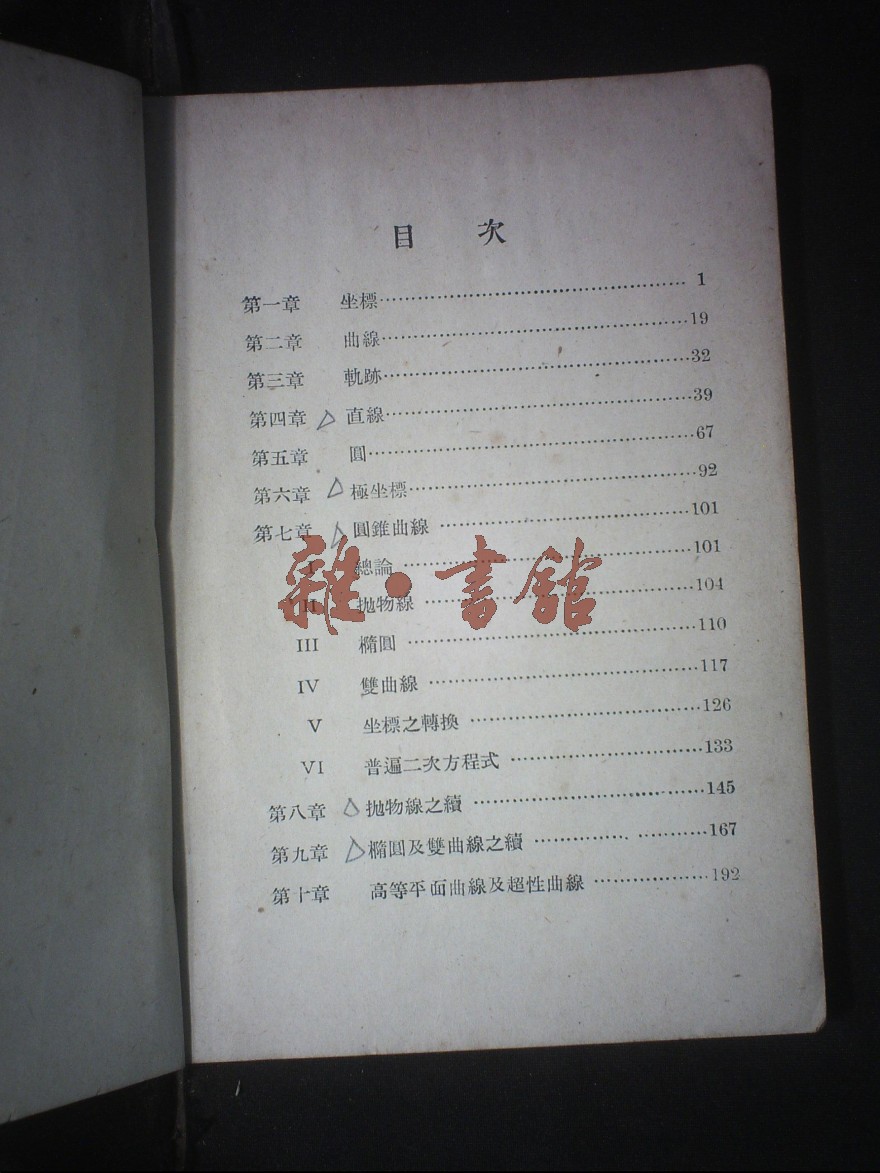 目 次
第一章 坐標……………………………………… 1
第二章 曲線………………………………………19
第三章 軌跡………………………………………32
第四章 直線………………………………………39
第五章 圓…………………………………………67
第六章 極坐標……………………………………92
第七章 圓錐曲線 ………………………………101
I 總論 ……………………………………101
II 拋物線 …………………………………104
III 橢圓 ……………………………………110
IV 雙曲線 …………………………………117
V 坐標之轉換 ……………………………126
VI 普遍二次方程式 ………………………133
第八章 拋物線之續 ……………………………145
第九章 橢圓及雙曲線之續 ……………………167
第十章 高等平面曲線及超性曲線 ……………192
雜·書館